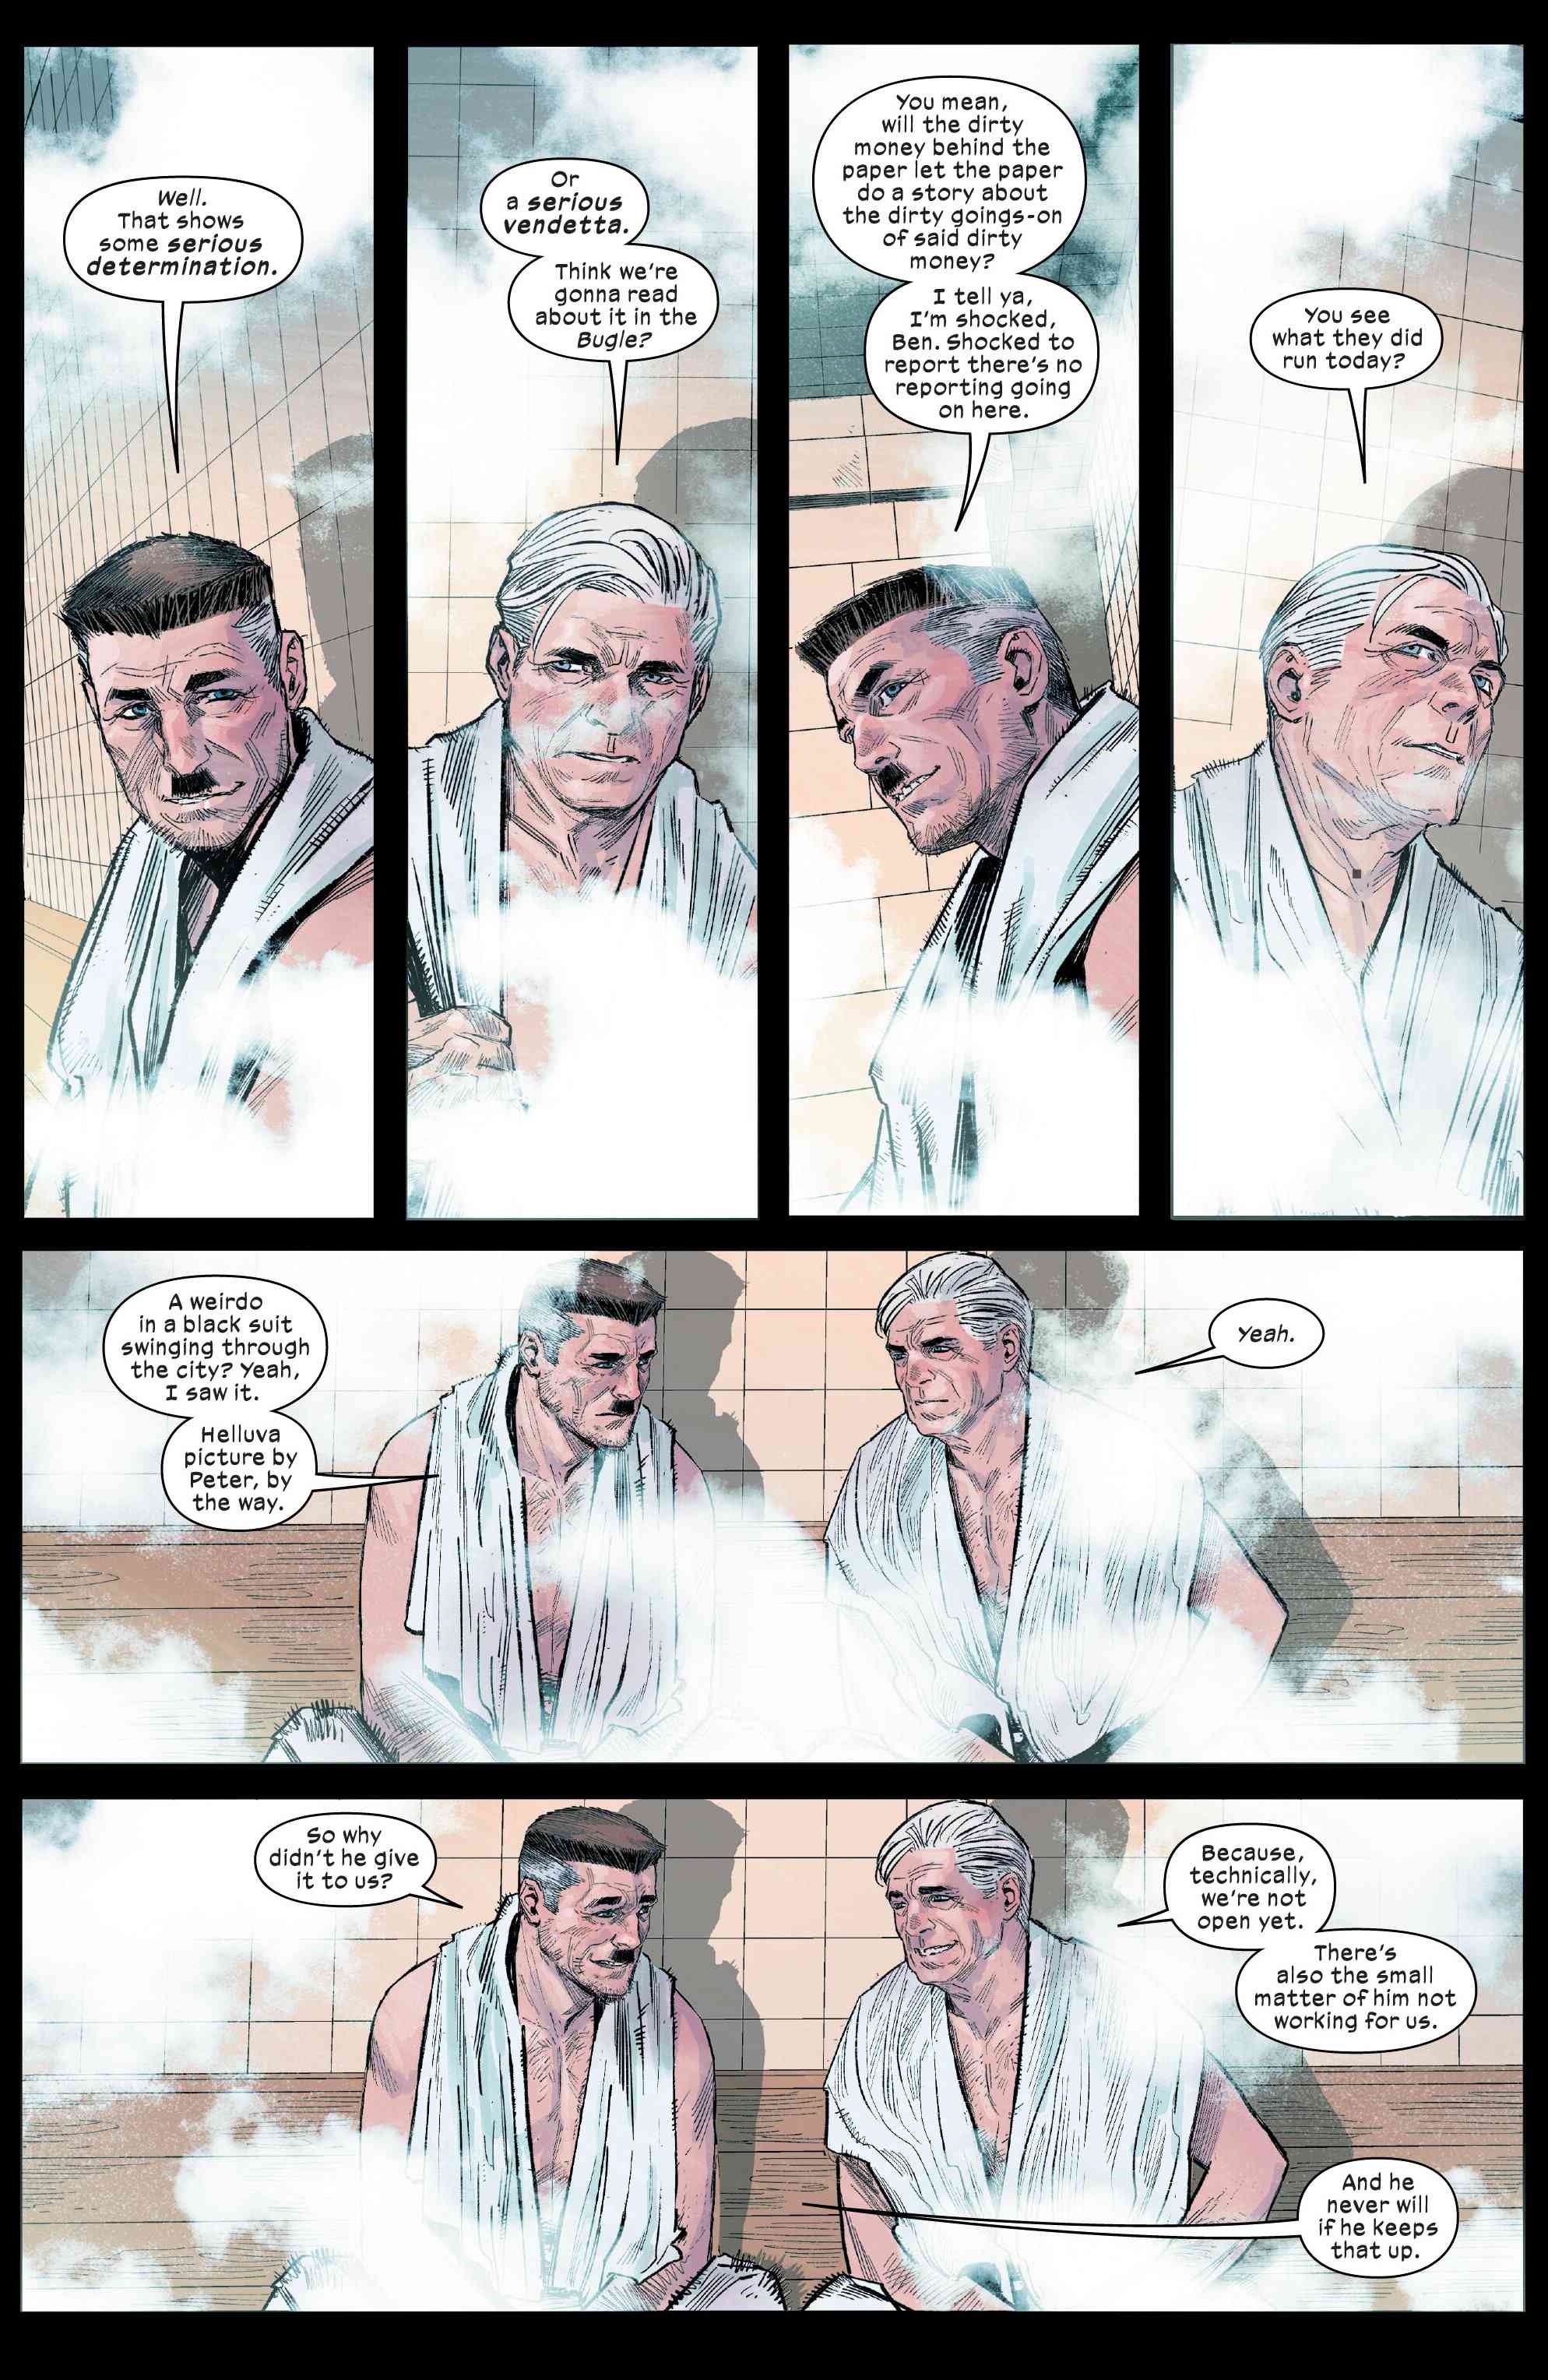 Well.
That shows
some serious
determination.
Or
a serious
vendetta.
Think we're
gonna read
about it in the
Bugle?
You mean,
will the dirty
money behind the
paper let the paper
do a story about
the dirty goings-on
of said dirty
money?
I tell ya,
I'm shocked,
Ben. Shocked to
report there's no
reporting going
on here.
You see
what they did
run today?
A weirdo
in a black suit
swinging through
the city? Yeah,
I saw it.
Helluva
picture by
Peter, by
the way.
Yeah.
So why
didn't he give
it to us?
Because,
technically,
we're not
open yet.
There's
also the small
matter of him not
working for us.
And he
never will
if he keeps
that up.